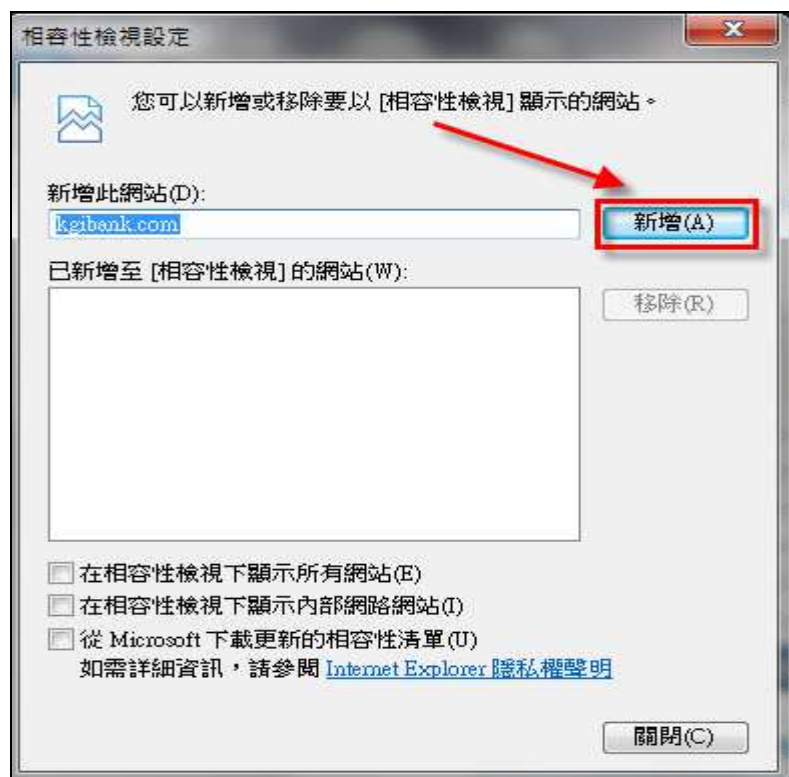 相容性檢視設定
您可以新增或移除要以 [相容性檢視] 顯示的網站。
新增此網站(D):
kgibank.com
新增(A)
已新增至 [相容性檢視] 的網站(W):
移除(R)
在相容性檢視下顯示所有網站(E)
在相容性檢視下顯示內部網路網站(I)
從 Microsoft 下載更新的相容性清單(U)
如需詳細資訊，請參閱 Internet Explorer 隱私權聲明
關閉(C)